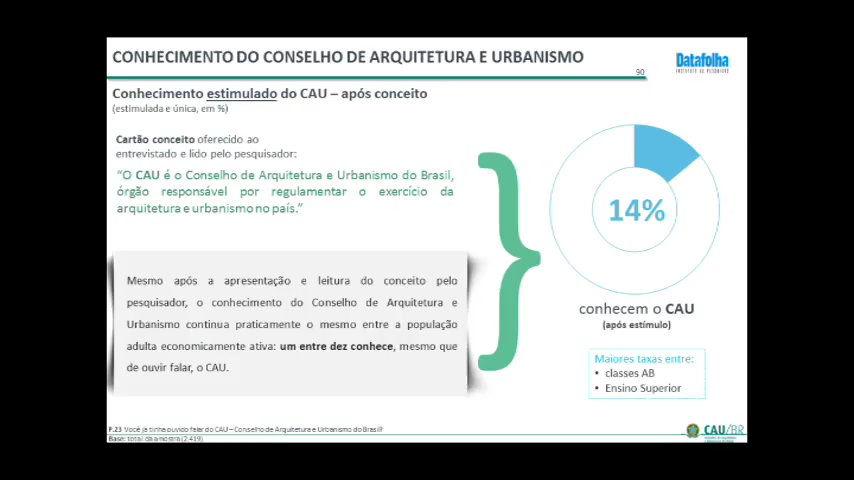 CONHECIMENTO DO CONSELHO DE ARQUITETURA E URBANISMO
90
Datafolha
INSTITUTO DE PESQUISAS
Conhecimento estimulado do CAU – após conceito
(estimulada e única, em %)
Cartão conceito oferecido ao
entrevistado e lido pelo pesquisador:
“O CAU é o Conselho de Arquitetura e Urbanismo do Brasil,
órgão responsável por regulamentar o exercício da
arquitetura e urbanismo no país.”
14%
Mesmo após a apresentação e leitura do conceito pelo
pesquisador, o conhecimento do Conselho de Arquitetura e
Urbanismo continua praticamente o mesmo entre a população
adulta economicamente ativa: um entre dez conhece, mesmo que
de ouvir falar, o CAU.
conhecem o CAU
(após estímulo)
Maiores taxas entre:
• classes AB
• Ensino Superior
P.23 Você já tinha ouvido falar do CAU – Conselho de Arquitetura e Urbanismo do Brasil?
Base: total da amostra (2.419)
CAU/BR